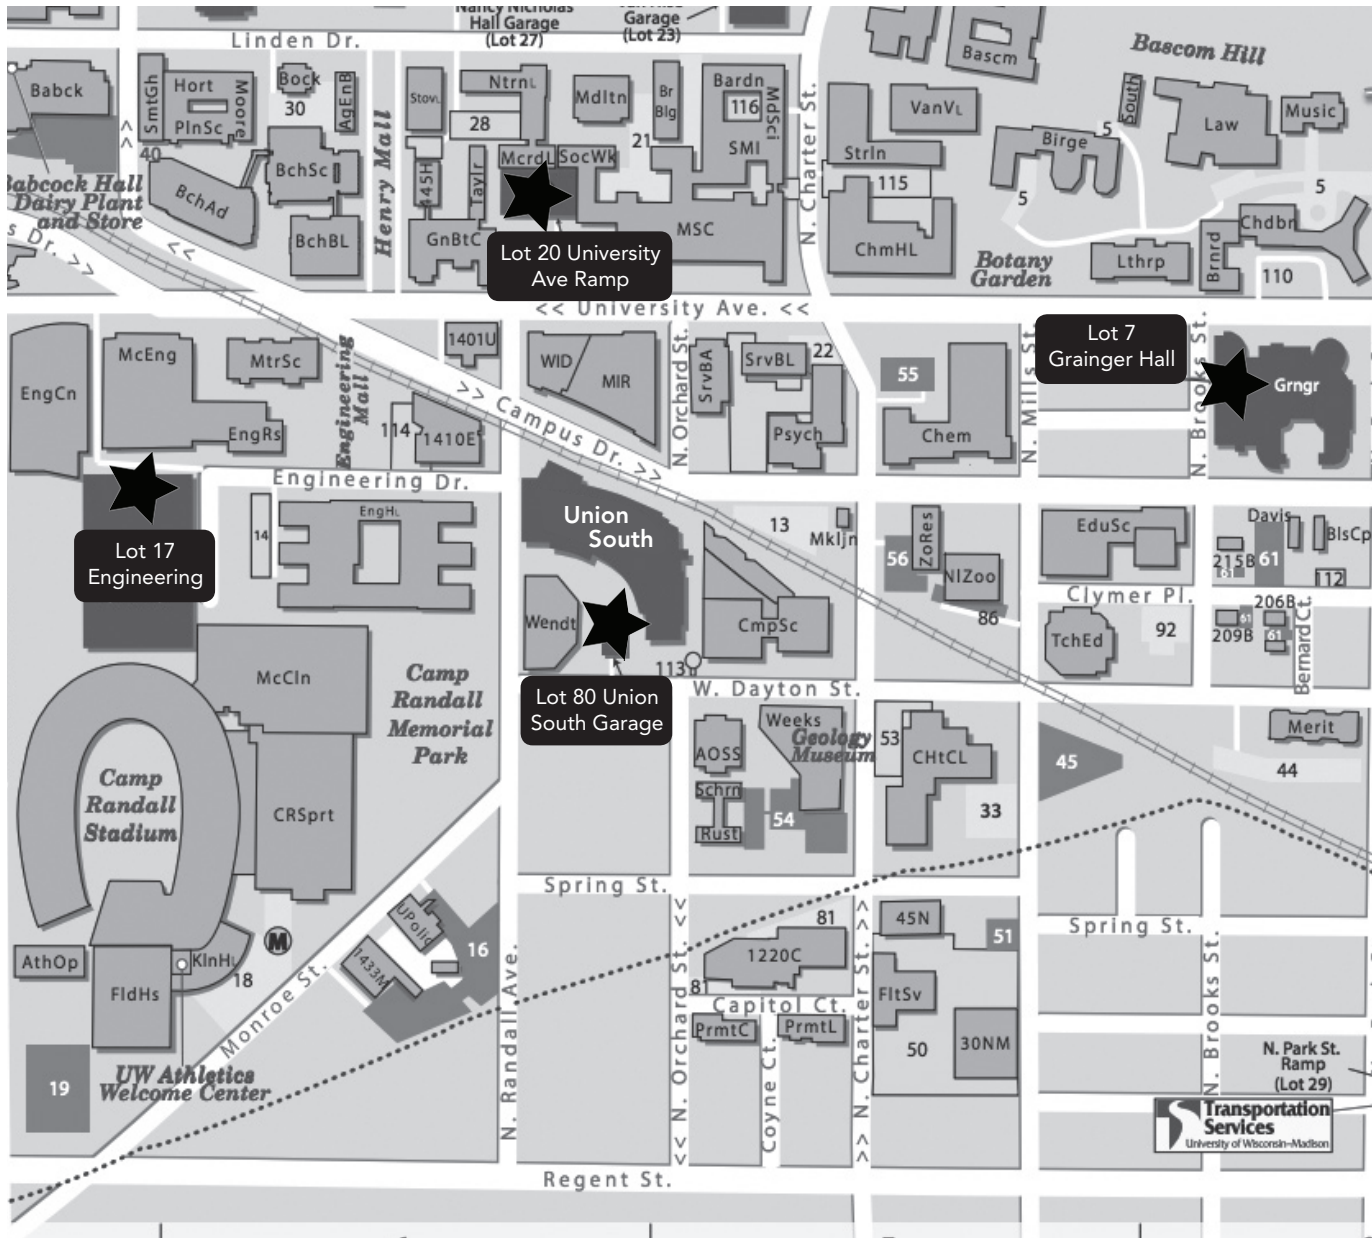 Nancy Nicholas
Hall Garage
(Lot 27)
Garage
(Lot 23)
Linden Dr.
Bascm
Bascom Hill
Babck
SmtGh
Hort
PlnSc
Moore
Bock
30
AgEnB
StovL
28
NtrnL
Mdltn
Br
Blg
Bardn
116
MdSci
SMI
21
N. Charter St.
VanVL
South
Law
Music
Birge
5
5
5
StrIn
115
40
BchAd
BchSc
BchBL
Henry Mall
445H
Taylr
McrdL
SocWk
GnBtC
MSC
ChmHL
Botany
Garden
Lthrp
Brnrd
Chdbr
110
Babcock Hall
Dairy Plant
and Store
s Dr. >>
>>
<<
Lot 20 University
Ave Ramp
<< University Ave. <<
EngCn
McEng
MtrSc
EngRs
Engineering
Mall
114
1401U
1410E
WID
MIR
>> Campus Dr. >>
N. Orchard St.
SrvBA
SrvBL
22
Psych
55
Chem
N. Mills St.
Lot 7
Grainger Hall
N. Brooks St.
Grngr
Engineering Dr.
Lot 17
Engineering
14
EngHL
Union
South
Wendt
13
Mkljn
CmpSc
113
56
ZoRes
NIZoo
86
EduSc
Davis
215B
61
61
BlsCp
112
Clymer Pl.
TchEd
92
206B
209B
61
61
Bernard Ct.
Lot 80 Union
South Garage
W. Dayton St.
McCln
Camp
Randall
Memorial
Park
Camp
Randall
Stadium
CRSprt
AOSS
Weeks
Geology
Museum
Schrn
Rust
54
53
CHtCL
33
45
Merit
44
Spring St.
Spring St.
UPolic
16
1433M
N. Randall Ave.
<< N. Orchard St. <<
81
1220C
81
Capitol Ct.
PrmtC
PrmtL
Coyne Ct.
>> N. Charter St. >>
45N
51
FltSv
50
30NM
N. Brooks St.
AthOp
FldHs
KlnHL
18
M
Monroe St.
19
UW Athletics
Welcome Center
N. Park St.
Ramp
(Lot 29)
Transportation
Services
University of Wisconsin–Madison
Regent St.